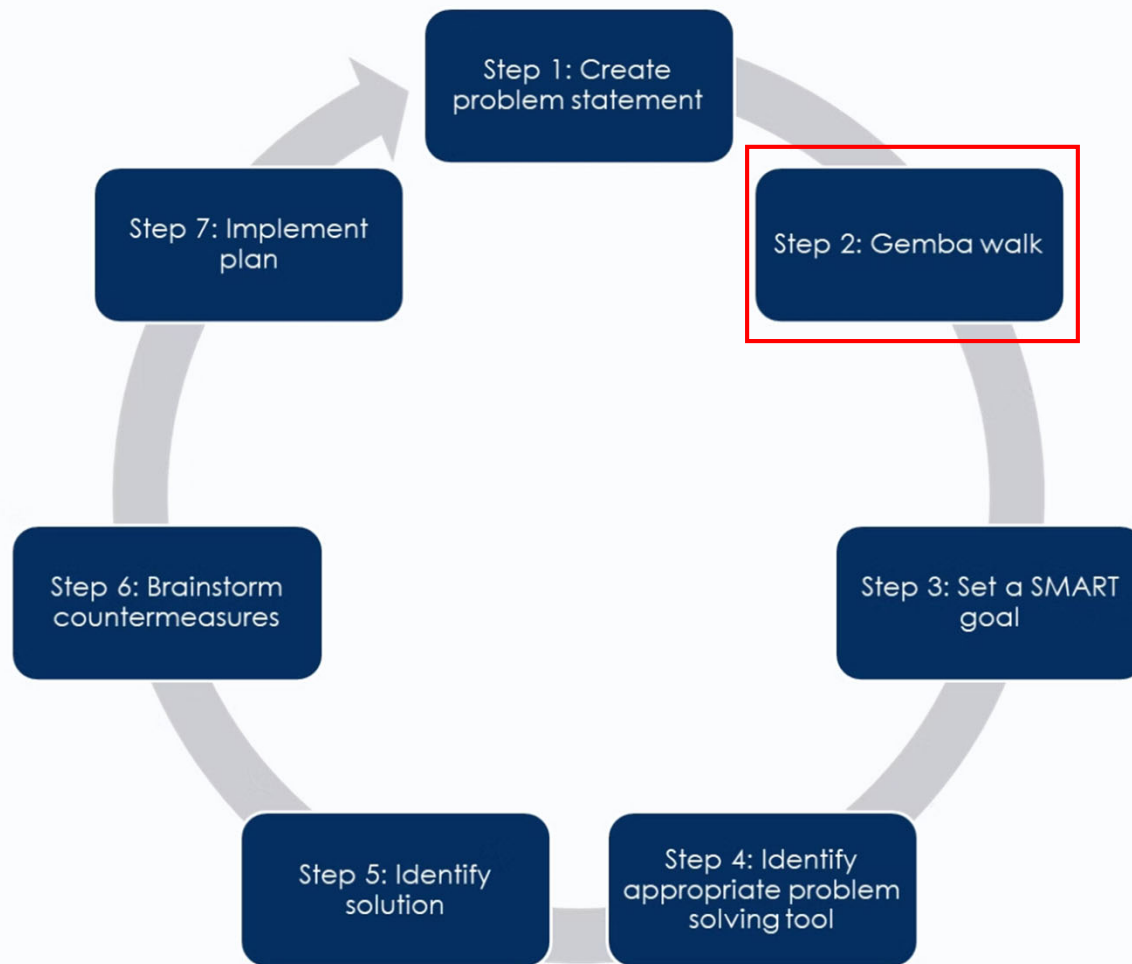 Step 1: Create
problem statement
Step 2: Gemba walk
Step 3: Set a SMART
goal
Step 4: Identify
appropriate problem
solving tool
Step 5: Identify
solution
Step 6: Brainstorm
countermeasures
Step 7: Implement
plan